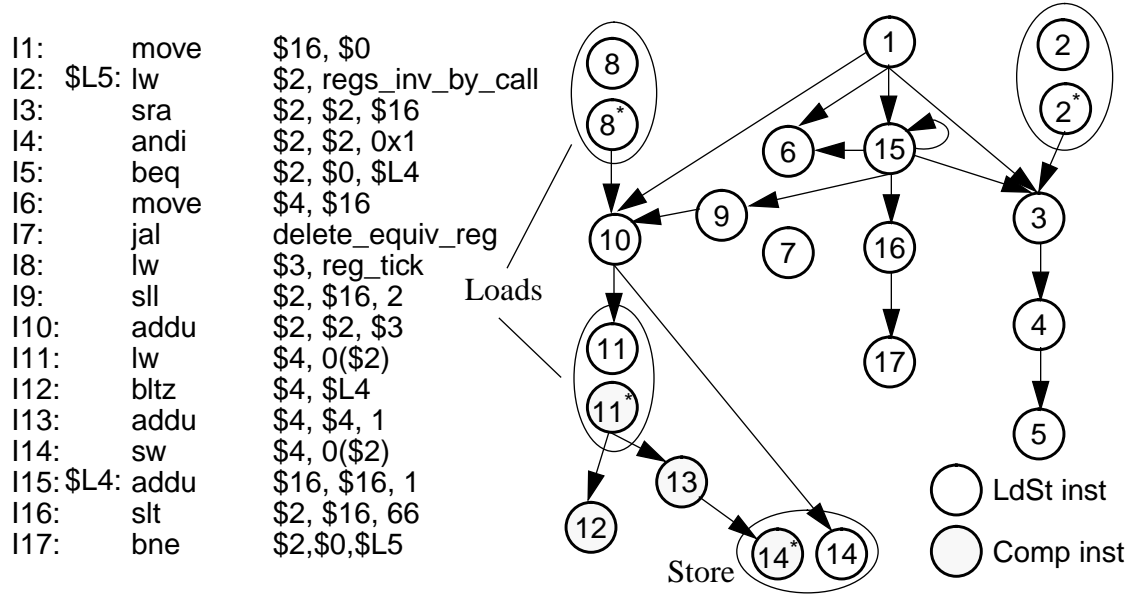 I1: move $16, $0
I2: $L5: lw $2, regs_inv_by_call
I3: sra $2, $2, $16
I4: andi $2, $2, 0x1
I5: beq $2, $0, $L4
I6: move $4, $16
I7: jal delete_equiv_reg
I8: lw $3, reg_tick
I9: sll $2, $16, 2
I10: addu $2, $2, $3
I11: lw $4, 0($2)
I12: bltz $4, $L4
I13: addu $4, $4, 1
I14: sw $4, 0($2)
I15: $L4: addu $16, $16, 1
I16: slt $2, $16, 66
I17: bne $2,$0,$L5
8
8*
1
2
2*
6
15
9
3
10
7
16
Loads
11
11*
17
4
5
13
12
14*
14
Store
LdSt inst
Comp inst